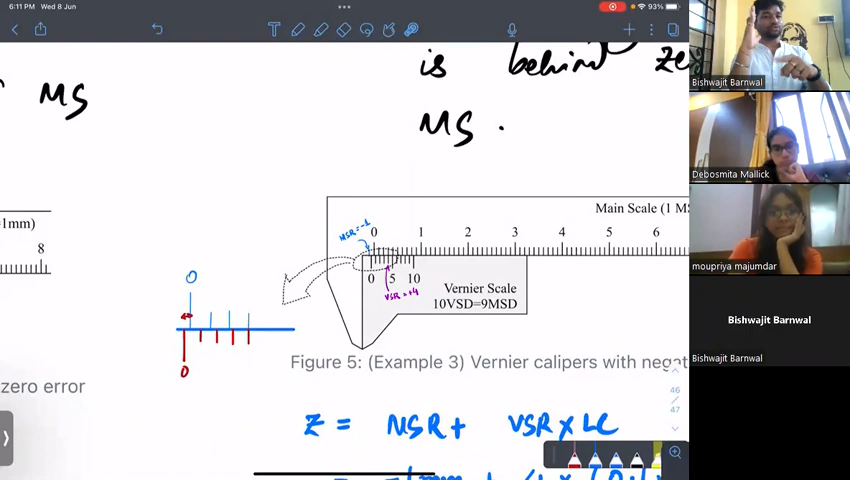 6:11 PM Wed 8 Jun
93%
is behind
MS
MS .
=1mm)
8
Main Scale (1 MS
MSR=-1
0 1 2 3 4 5 6
0 5 10
VSR=+4
Vernier Scale
10VSD=9MSD
0
0
Figure 5: (Example 3) Vernier calipers with negat
zero error
46
/
47
Z = MSR+ VSR x LC
Bishwajit Barnwal
Debosmita Mallick
moupriya majumdar
Bishwajit Barnwal
Bishwajit Barnwal